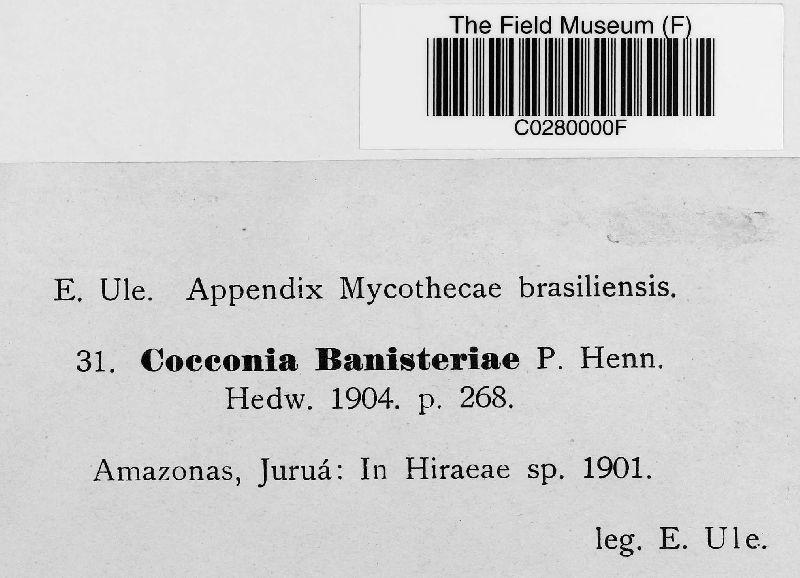 The Field Museum (F)
C0280000F
E. Ule. Appendix Mycothecae brasiliensis.
31. Cocconia Banisteriae P. Henn.
Hedw. 1904. p. 268.
Amazonas, Juruá: In Hiraeae sp. 1901.
leg. E. Ule.